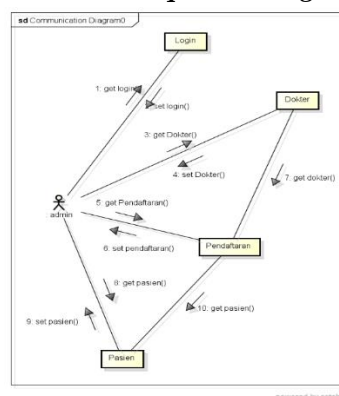 sd Communication Diagram0
Login
1: get login
set login()
Dokter
3: get Dokter()
4: set Dokter()
7: get dokter()
admin
5: get Pendaftaran()
6: set pendaftaran()
Pendaftaran
8: get pasien()
9: set pasien()
10: get pasien()
Pasien